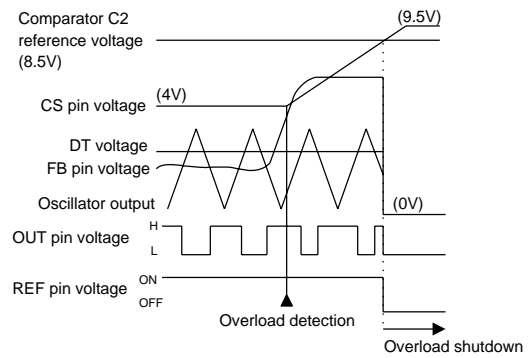 Comparator C2
reference voltage
(8.5V)
(9.5V)
CS pin voltage
(4V)
DT voltage
FB pin voltage
Oscillator output
(0V)
OUT pin voltage
H
L
REF pin voltage
ON
OFF
Overload detection
Overload shutdown